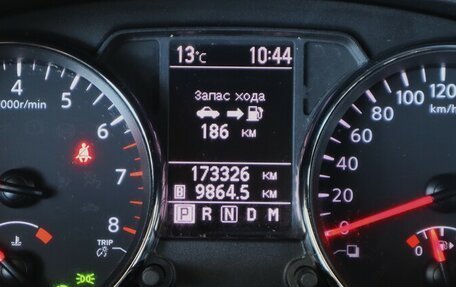 13°C 10:44
Запас хода
186 км
173326 км
B 9864.5 км
P R N D M
4 5 6 7 8
000r/min
TRIP
0 20 40 60 80 100 120
km/h
0